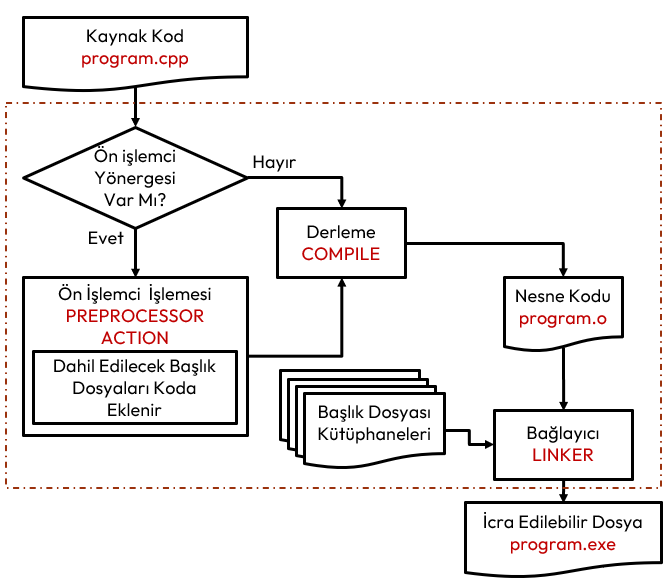 Kaynak Kod
program.cpp
Ön işlemci
Yönergesi
Var Mı?
Hayır
Evet
Derleme
COMPILE
Ön İşlemci İşlemesi
PREPROCESSOR
ACTION
Dahil Edilecek Başlık
Dosyaları Koda
Eklenir
Nesne Kodu
program.o
Başlık Dosyası
Kütüphaneleri
Bağlayıcı
LINKER
İcra Edilebilir Dosya
program.exe